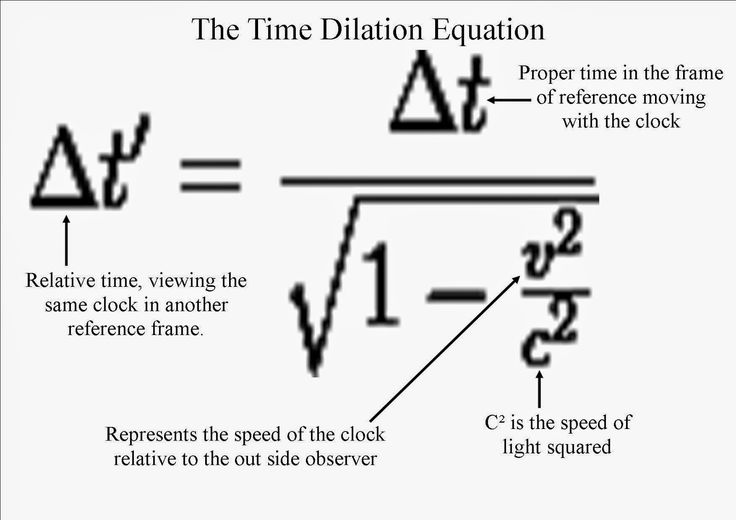 The Time Dilation Equation
Δt′ = Δt / √1 − v²/c²
Proper time in the frame
of reference moving
with the clock
Relative time, viewing the
same clock in another
reference frame.
Represents the speed of the clock
relative to the out side observer
C² is the speed of
light squared